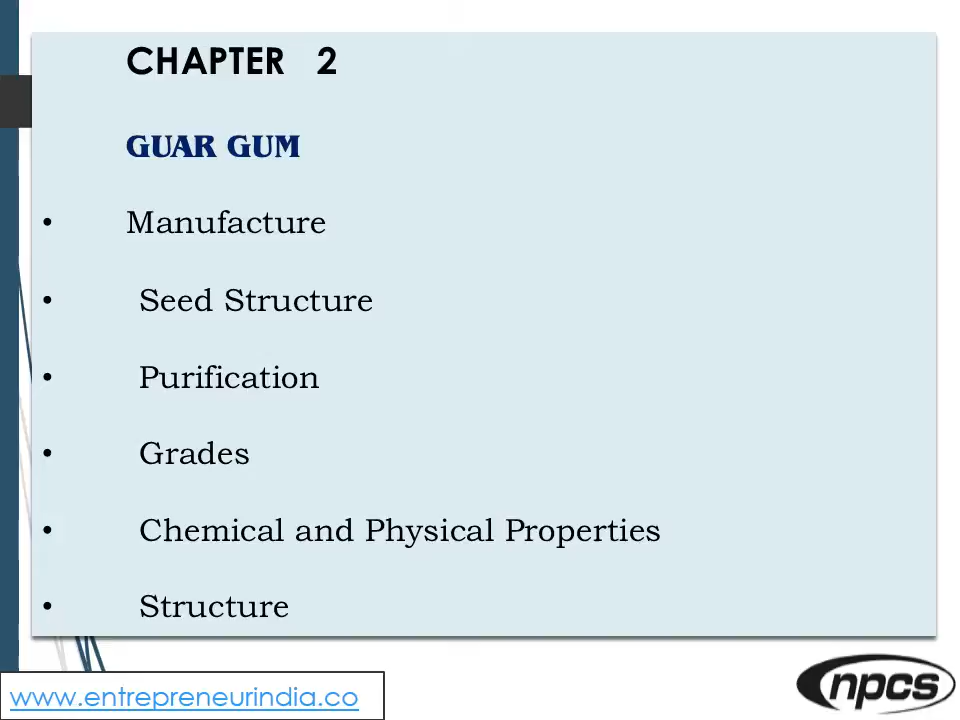 CHAPTER 2
GUAR GUM
• Manufacture
• Seed Structure
• Purification
• Grades
• Chemical and Physical Properties
• Structure
www.entrepreneurindia.co
npcs